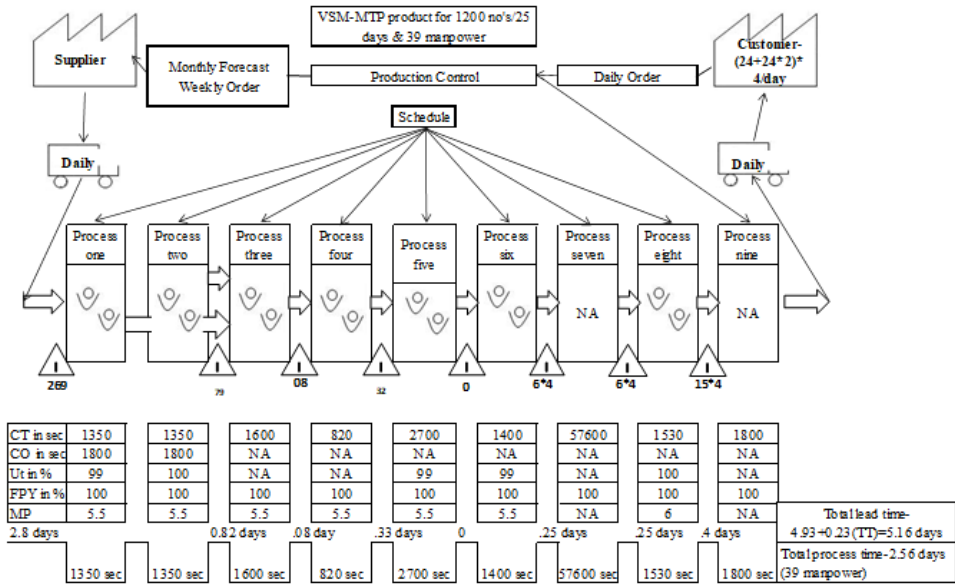 VSM-MTP product for 1200 no's/25
days & 39 manpower
Supplier
Monthly Forecast
Weekly Order
Production Control
Daily Order
Customer-
(24+24*2)*
4/day
Schedule
Daily
Daily
Process one
Process two
Process three
Process four
Process five
Process six
Process seven
Process eight
Process nine
NA
NA
I I I I I I I I
269 79 08 32 0 6*4 6*4 15*4
CT in sec 1350 1350 1600 820 2700 1400 57600 1530 1800
CO in sec 1800 1800 NA NA NA NA NA NA NA
Ut in % 99 100 NA NA 99 99 NA 100 NA
FPY in % 100 100 100 100 100 100 100 100 100
MP 5.5 5.5 5.5 5.5 5.5 5.5 NA 6 NA
2.8 days 0.82 days .08 day .33 days 0 .25 days .25 days .4 days
1350 sec 1350 sec 1600 sec 820 sec 2700 sec 1400 sec 57600 sec 1530 sec 1800 sec
Total lead time-
4.93+0.23(TT)=5.16 days
Total process time-2.56 days
(39 manpower)